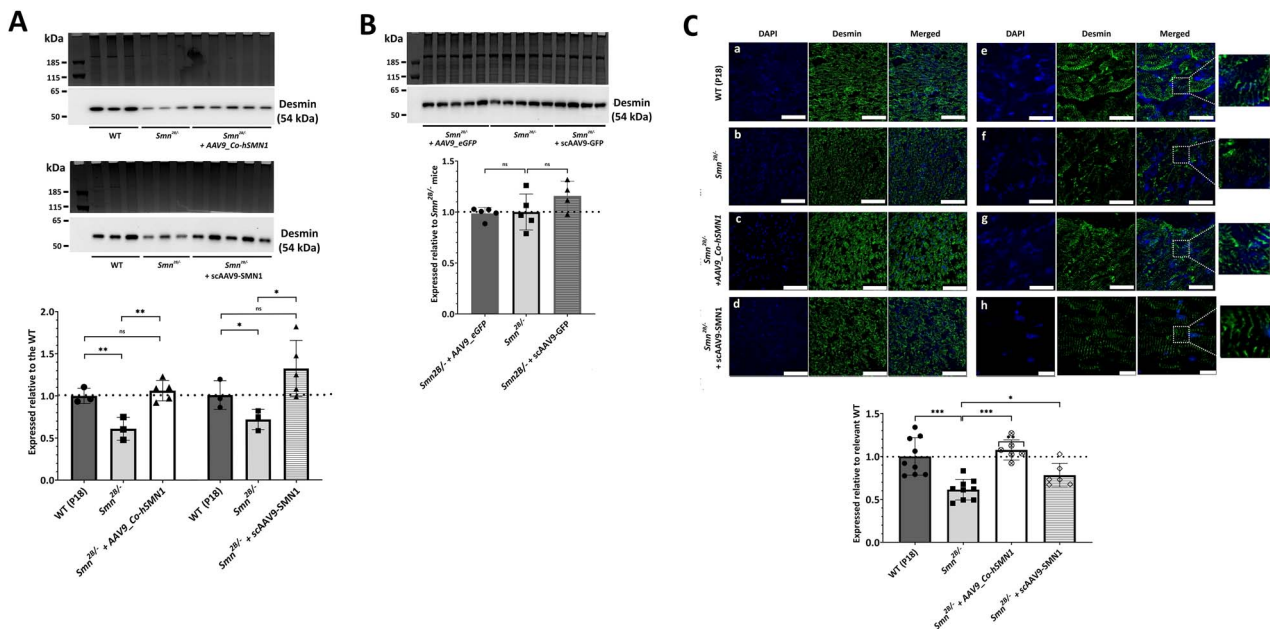 A
kDa
185
115
65
50
Desmin
(54 kDa)
WT
Smn2B/-
Smn2B/-
+ AAV9_Co-hSMN1
kDa
185
115
65
50
Desmin
(54 kDa)
WT
Smn2B/-
Smn2B/-
+ scAAV9-SMN1
Expressed relative to the WT
2.0
1.5
1.0
0.5
0.0
**
ns
**
*
ns
*
WT (P18)
Smn2B/-
Smn2B/- + AAV9_Co-hSMN1
WT (P18)
Smn2B/-
Smn2B/- + scAAV9-SMN1
B
kDa
185
115
65
50
Desmin
(54 kDa)
Smn2B/-
+ AAV9_eGFP
Smn2B/-
Smn2B/-
+ scAAV9-GFP
Expressed relative to Smn2B/- mice
1.5
1.0
0.5
0.0
ns
ns
Smn2B/- + AAV9_eGFP
Smn2B/-
Smn2B/- + scAAV9-GFP
C
DAPI Desmin Merged DAPI Desmin Merged
WT (P18)
a
e
Smn2B/-
b
f
Smn2B/-
+AAV9_Co-hSMN1
c
g
Smn2B/-
+ scAAV9-SMN1
d
h
Expressed relative to relevant WT
1.5
1.0
0.5
0.0
***
***
*
WT (P18)
Smn2B/-
Smn2B/- + AAV9_Co-hSMN1
Smn2B/- + scAAV9-SMN1